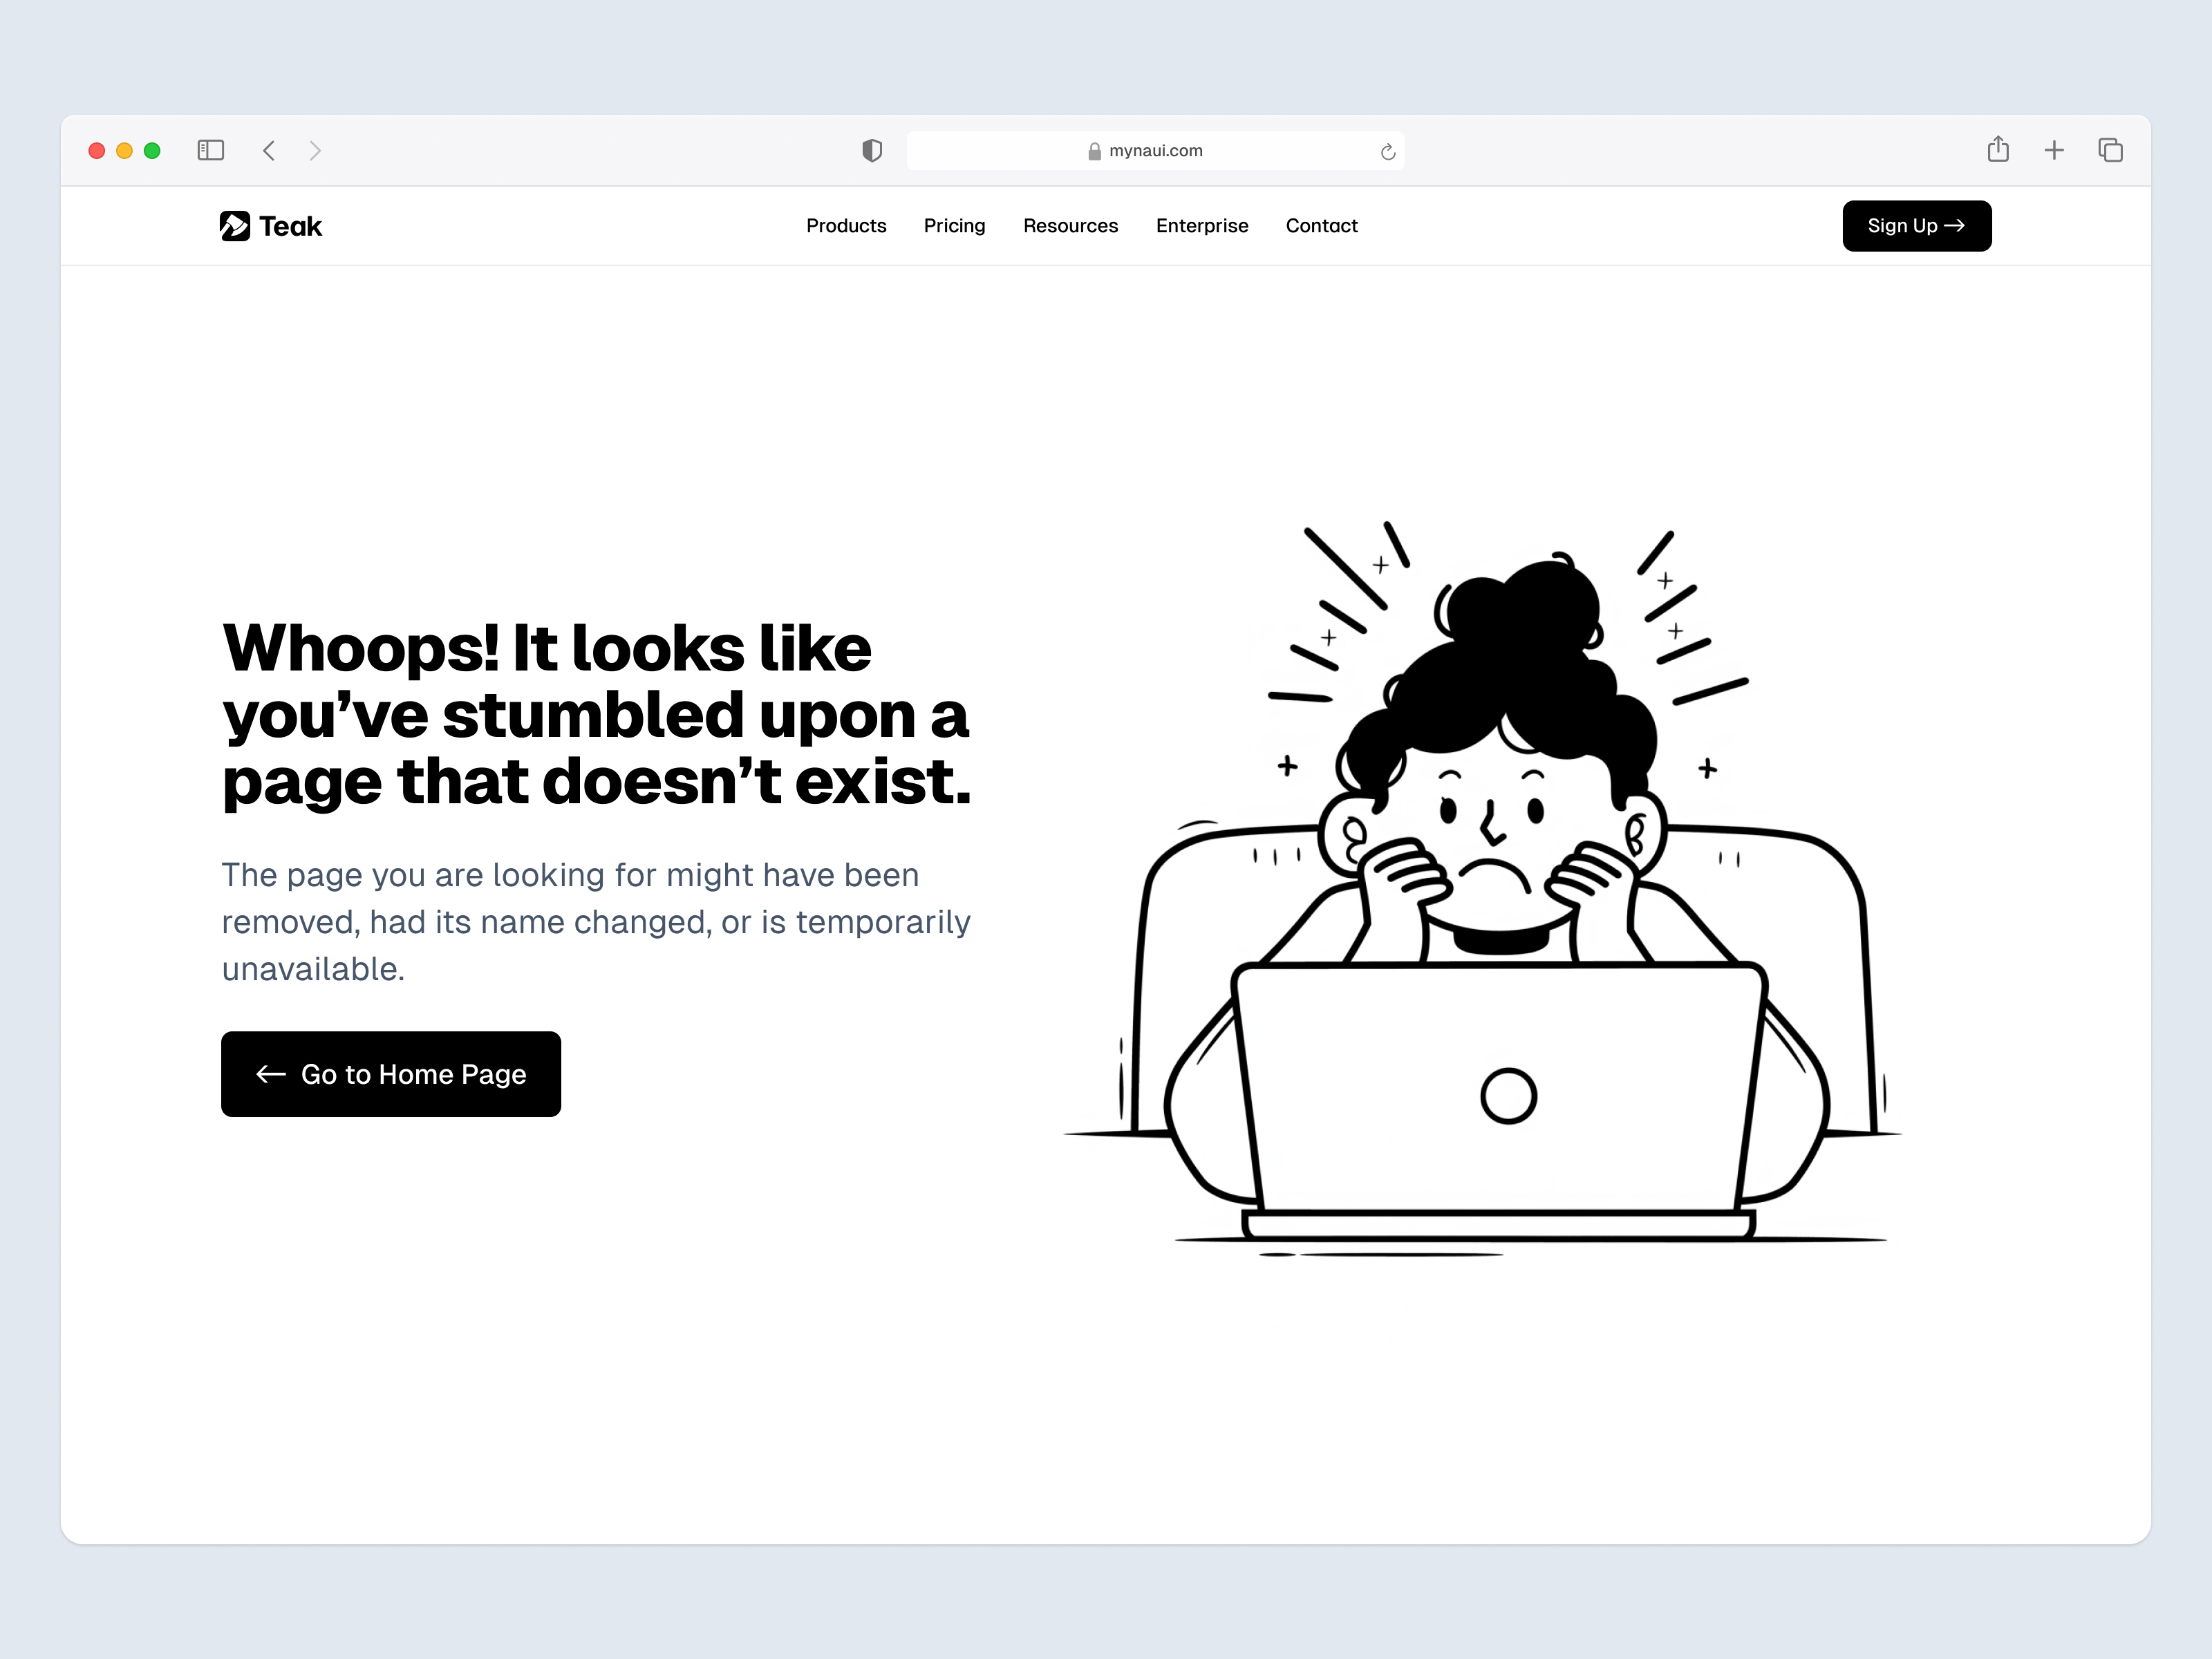 mynaui.com
Teak
Products
Pricing
Resources
Enterprise
Contact
Sign Up →
Whoops! It looks like
you’ve stumbled upon a
page that doesn’t exist.
The page you are looking for might have been
removed, had its name changed, or is temporarily
unavailable.
← Go to Home Page